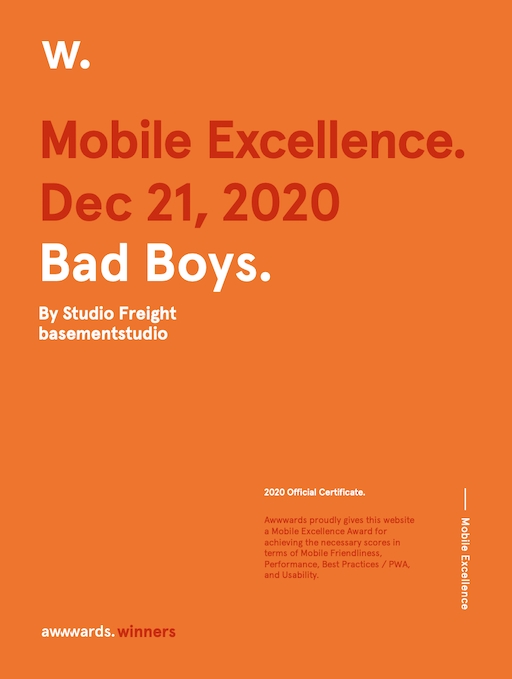 w.
Mobile Excellence.
Dec 21, 2020
Bad Boys.
By Studio Freight
basementstudio
2020 Official Certificate.
Awwwards proudly gives this website
a Mobile Excellence Award for
achieving the necessary scores in
terms of Mobile Friendliness,
Performance, Best Practices / PWA,
and Usability.
Mobile Excellence
awwwards.winners